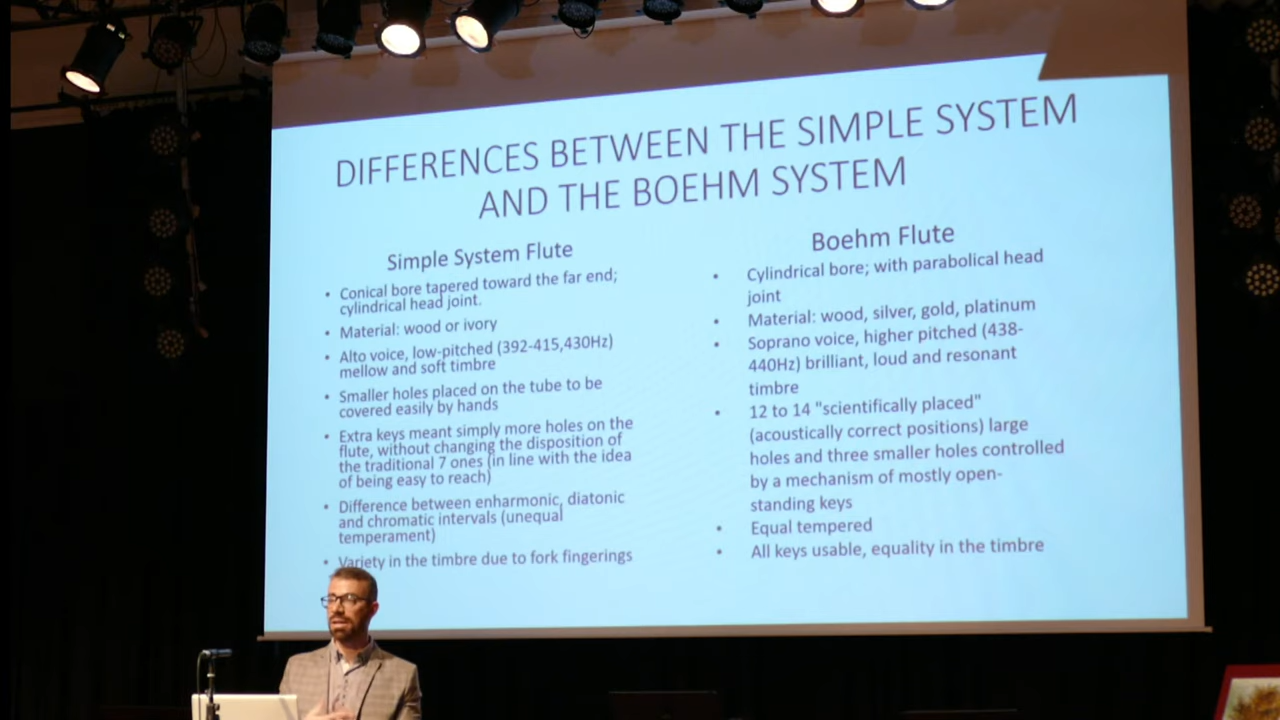 DIFFERENCES BETWEEN THE SIMPLE SYSTEM
AND THE BOEHM SYSTEM
Simple System Flute
• Conical bore tapered toward the far end;
cylindrical head joint.
• Material: wood or ivory
• Alto voice, low-pitched (392-415,430Hz)
mellow and soft timbre
• Smaller holes placed on the tube to be
covered easily by hands
• Extra keys meant simply more holes on the
flute, without changing the disposition of
the traditional 7 ones (in line with the idea
of being easy to reach)
• Difference between enharmonic, diatonic
and chromatic intervals (unequal
temperament)
• Variety in the timbre due to fork fingerings
Boehm Flute
• Cylindrical bore; with parabolical head
joint
• Material: wood, silver, gold, platinum
• Soprano voice, higher pitched (438-
440Hz) brilliant, loud and resonant
timbre
• 12 to 14 "scientifically placed"
(acoustically correct positions) large
holes and three smaller holes controlled
by a mechanism of mostly open-
standing keys
• Equal tempered
• All keys usable, equality in the timbre